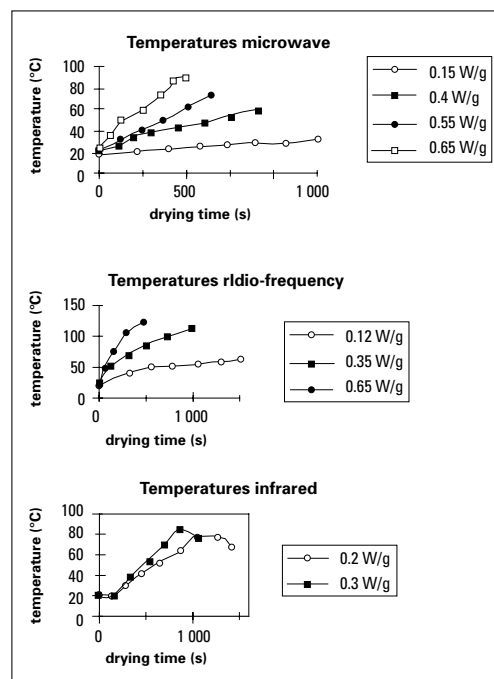 Temperatures microwave
temperature (°C)
100
80
60
40
20
0
0 500 1 000
drying time (s)
0.15 W/g
0.4 W/g
0.55 W/g
0.65 W/g
Temperatures rldio-frequency
temperature (°C)
150
100
50
0
0 1 000
drying time (s)
0.12 W/g
0.35 W/g
0.65 W/g
Temperatures infrared
temperature (°C)
100
80
60
40
20
0
0 1 000
drying time (s)
0.2 W/g
0.3 W/g